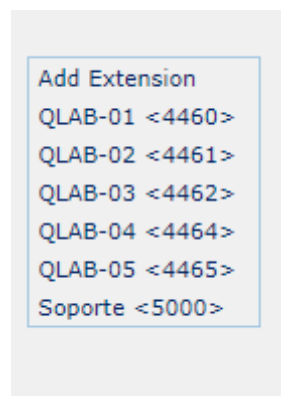 Add Extension
QLAB-01 <4460>
QLAB-02 <4461>
QLAB-03 <4462>
QLAB-04 <4464>
QLAB-05 <4465>
Soporte <5000>